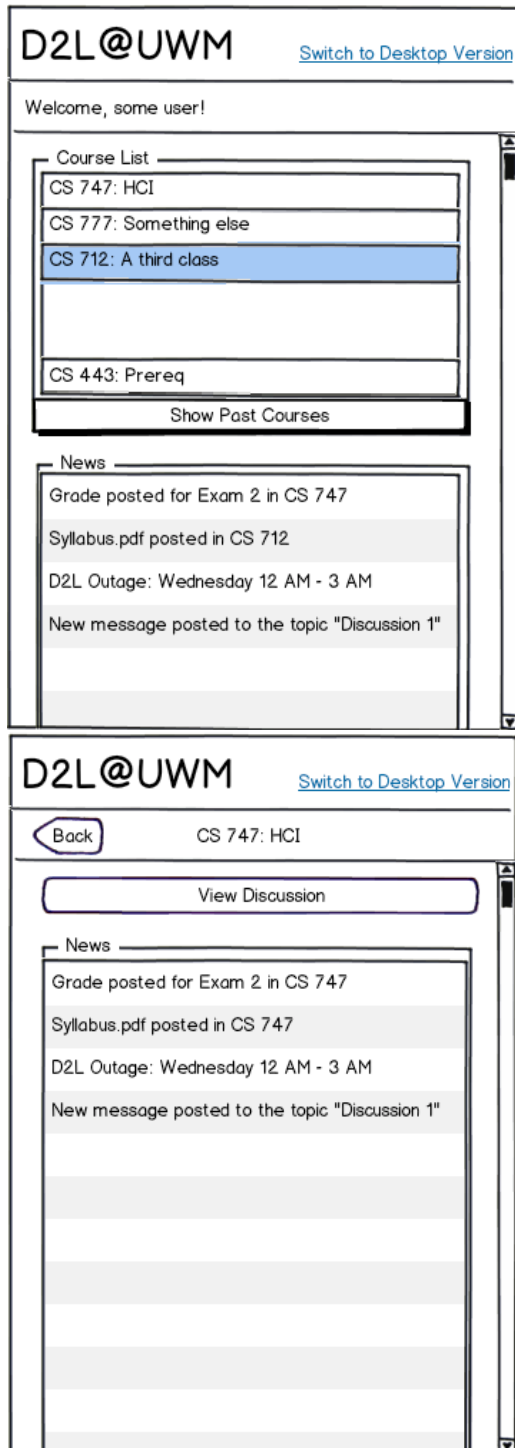 D2L@UWM
Switch to Desktop Version
Welcome, some user!
Course List
CS 747: HCI
CS 777: Something else
CS 712: A third class
CS 443: Prereq
Show Past Courses
News
Grade posted for Exam 2 in CS 747
Syllabus.pdf posted in CS 712
D2L Outage: Wednesday 12 AM - 3 AM
New message posted to the topic "Discussion 1"
D2L@UWM
Switch to Desktop Version
Back
CS 747: HCI
View Discussion
News
Grade posted for Exam 2 in CS 747
Syllabus.pdf posted in CS 747
D2L Outage: Wednesday 12 AM - 3 AM
New message posted to the topic "Discussion 1"